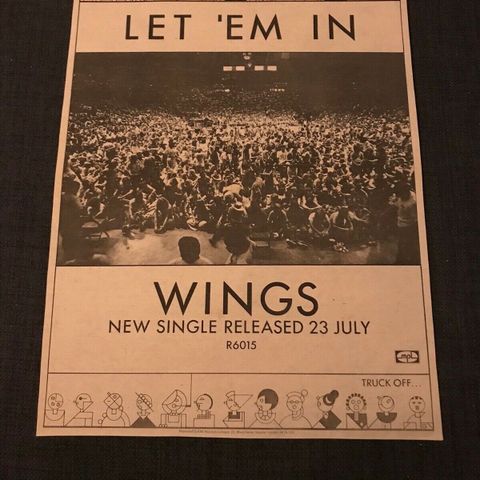 LET 'EM IN
WINGS
NEW SINGLE RELEASED 23 JULY
R6015
mpl
TRUCK OFF...